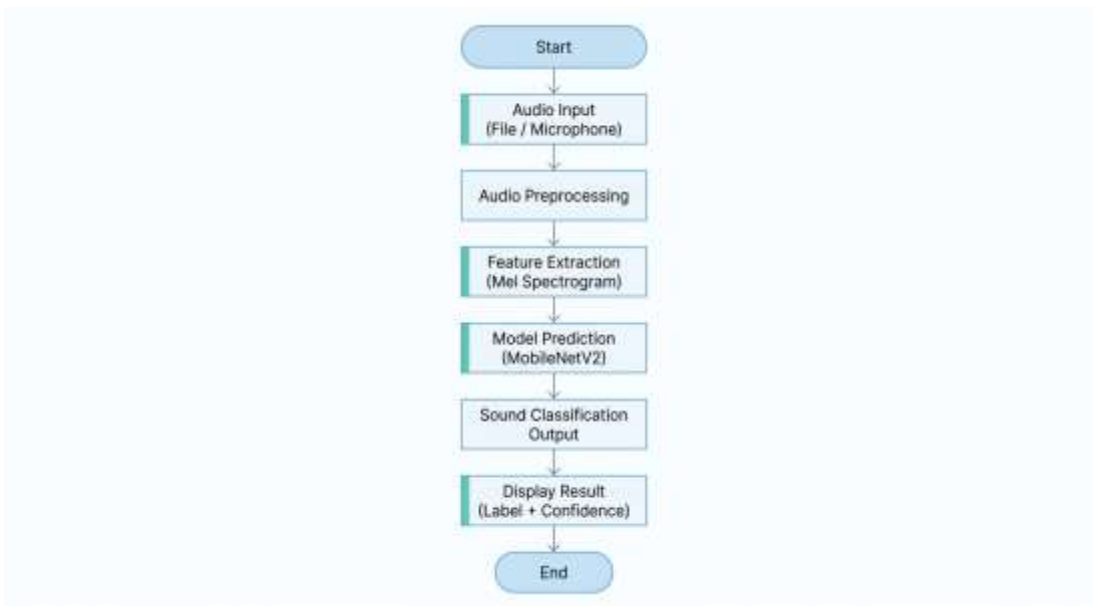 Start
Audio Input
(File / Microphone)
Audio Preprocessing
Feature Extraction
(Mel Spectrogram)
Model Prediction
(MobileNetV2)
Sound Classification
Output
Display Result
(Label + Confidence)
End